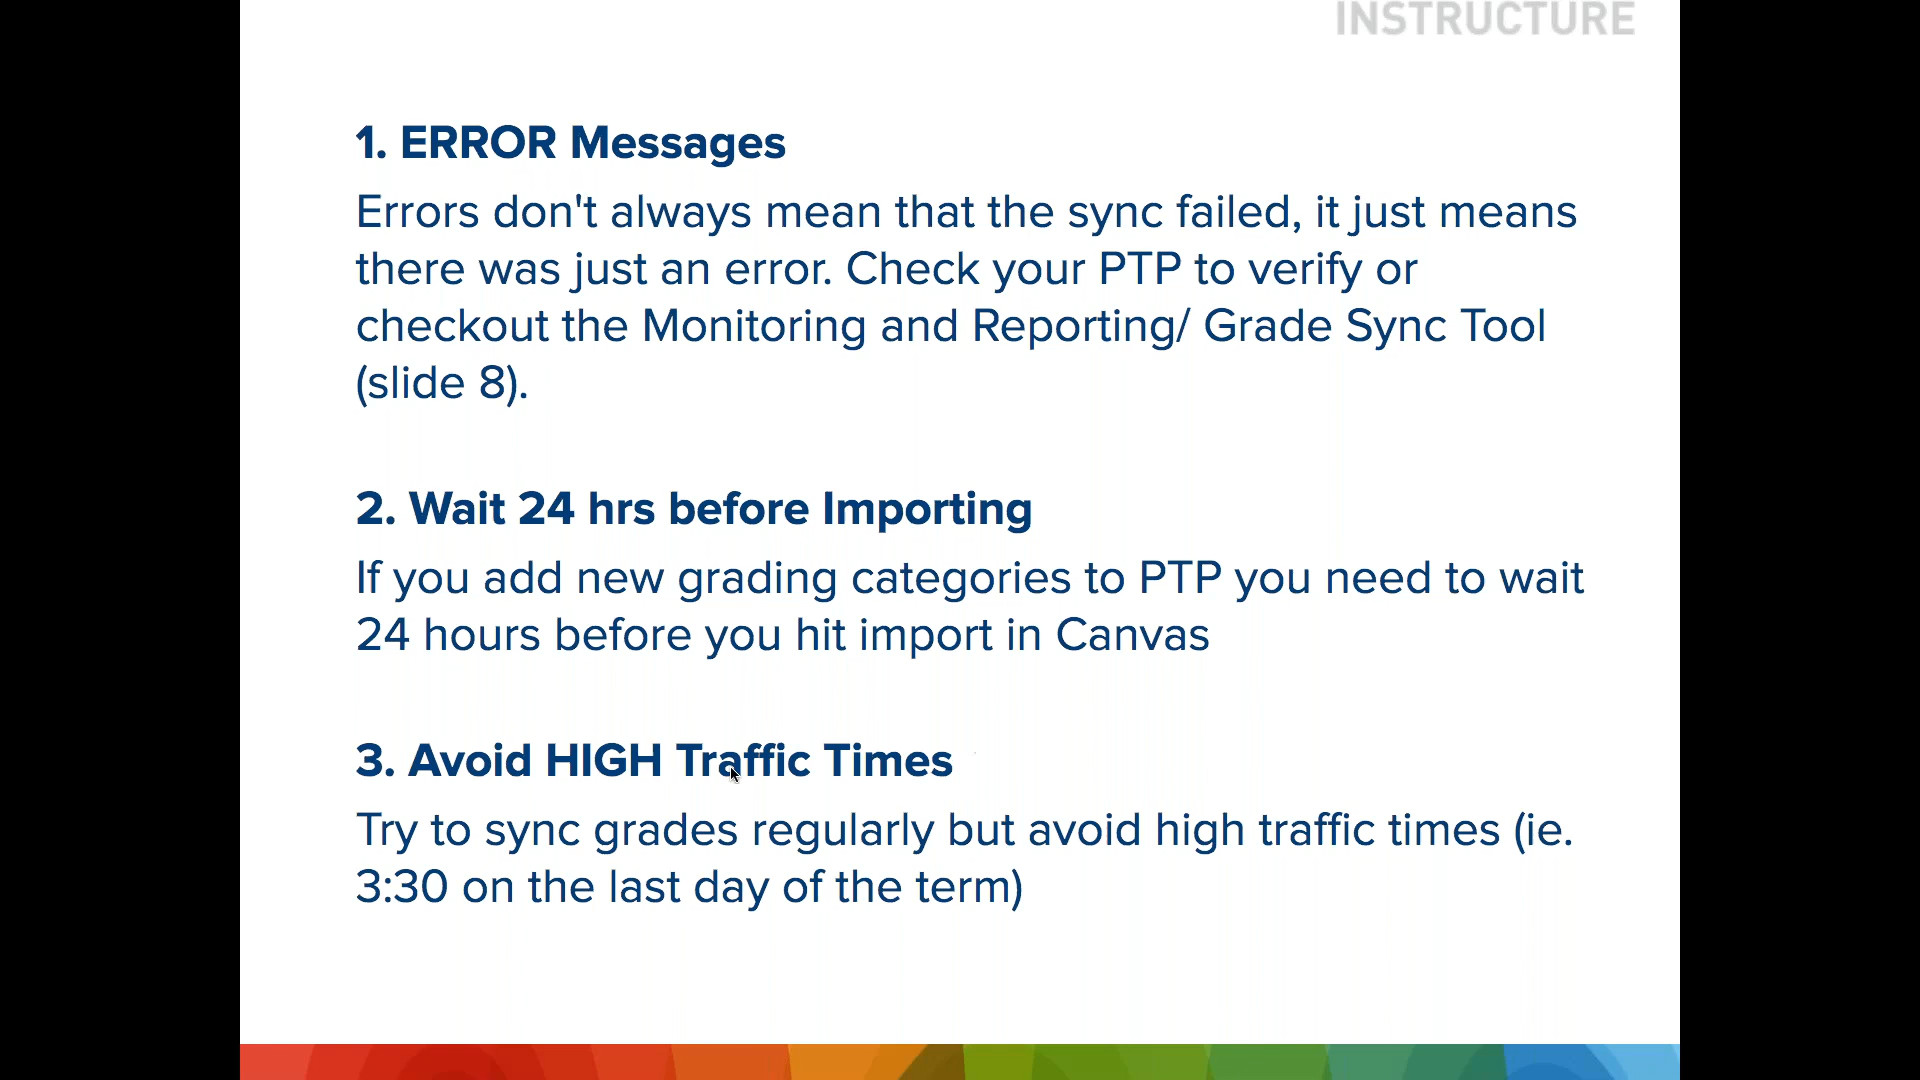 INSTRUCTURE
1. ERROR Messages
Errors don't always mean that the sync failed, it just means
there was just an error. Check your PTP to verify or
checkout the Monitoring and Reporting/ Grade Sync Tool
(slide 8).
2. Wait 24 hrs before Importing
If you add new grading categories to PTP you need to wait
24 hours before you hit import in Canvas
3. Avoid HIGH Traffic Times
Try to sync grades regularly but avoid high traffic times (ie.
3:30 on the last day of the term)